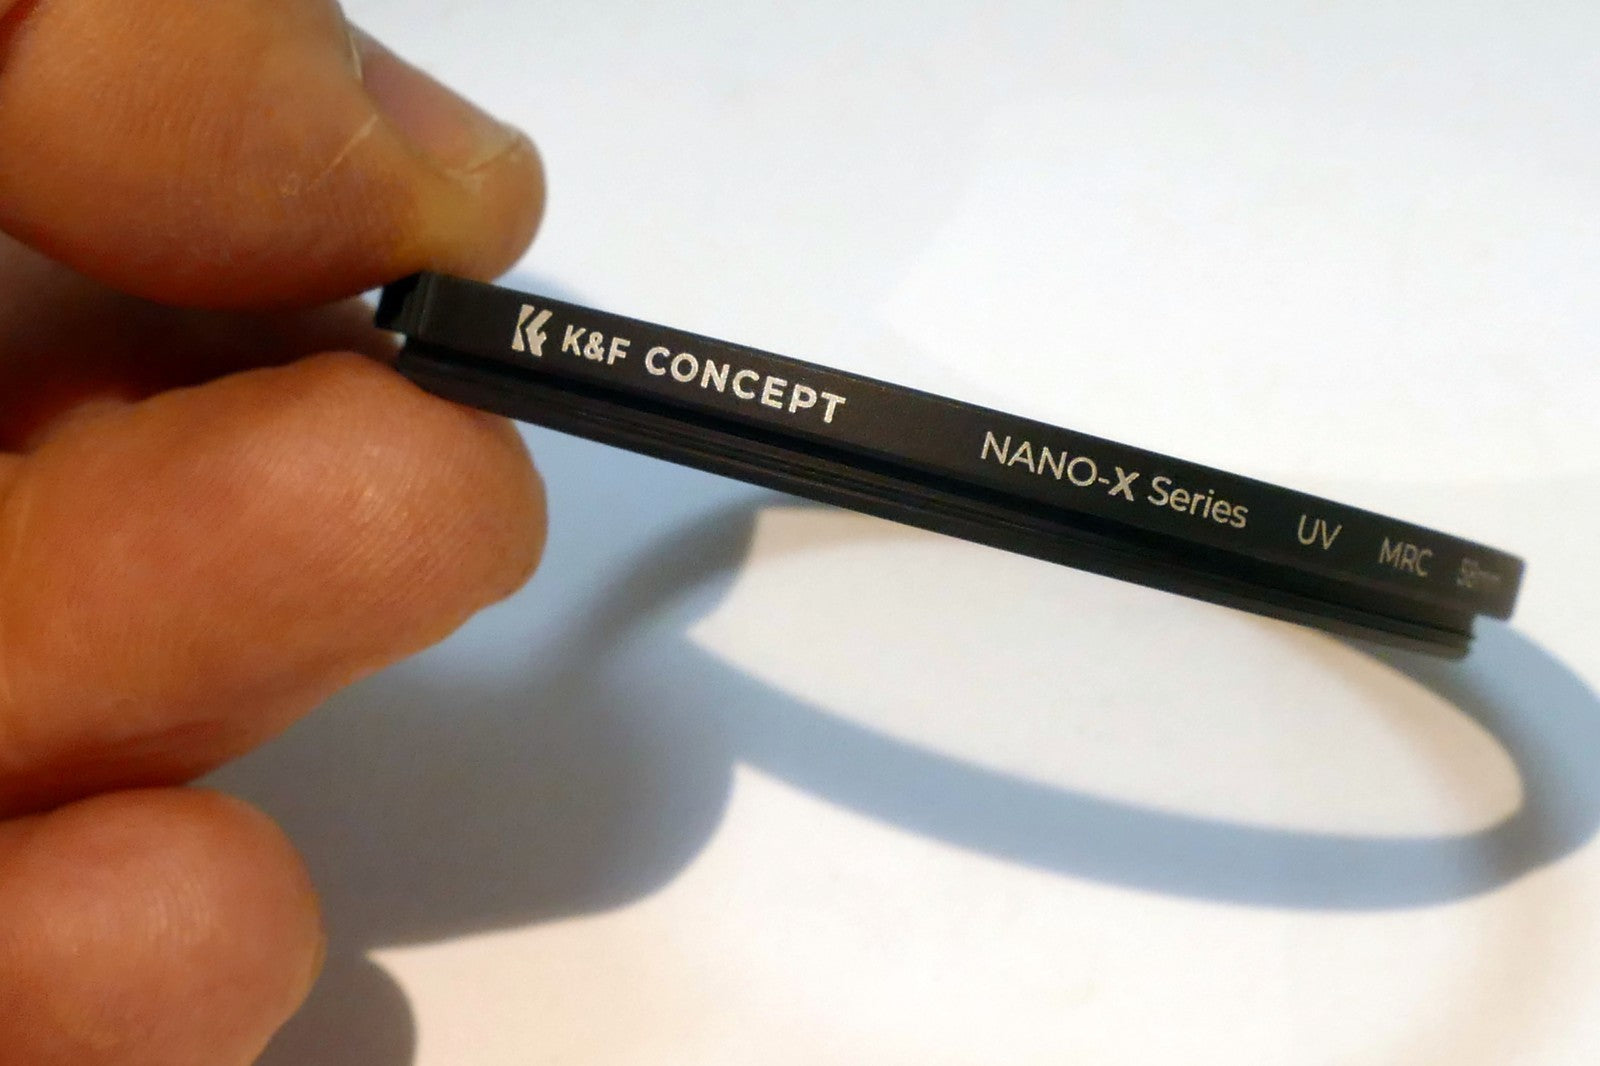 K&F CONCEPT NANO-X Series UV MRC